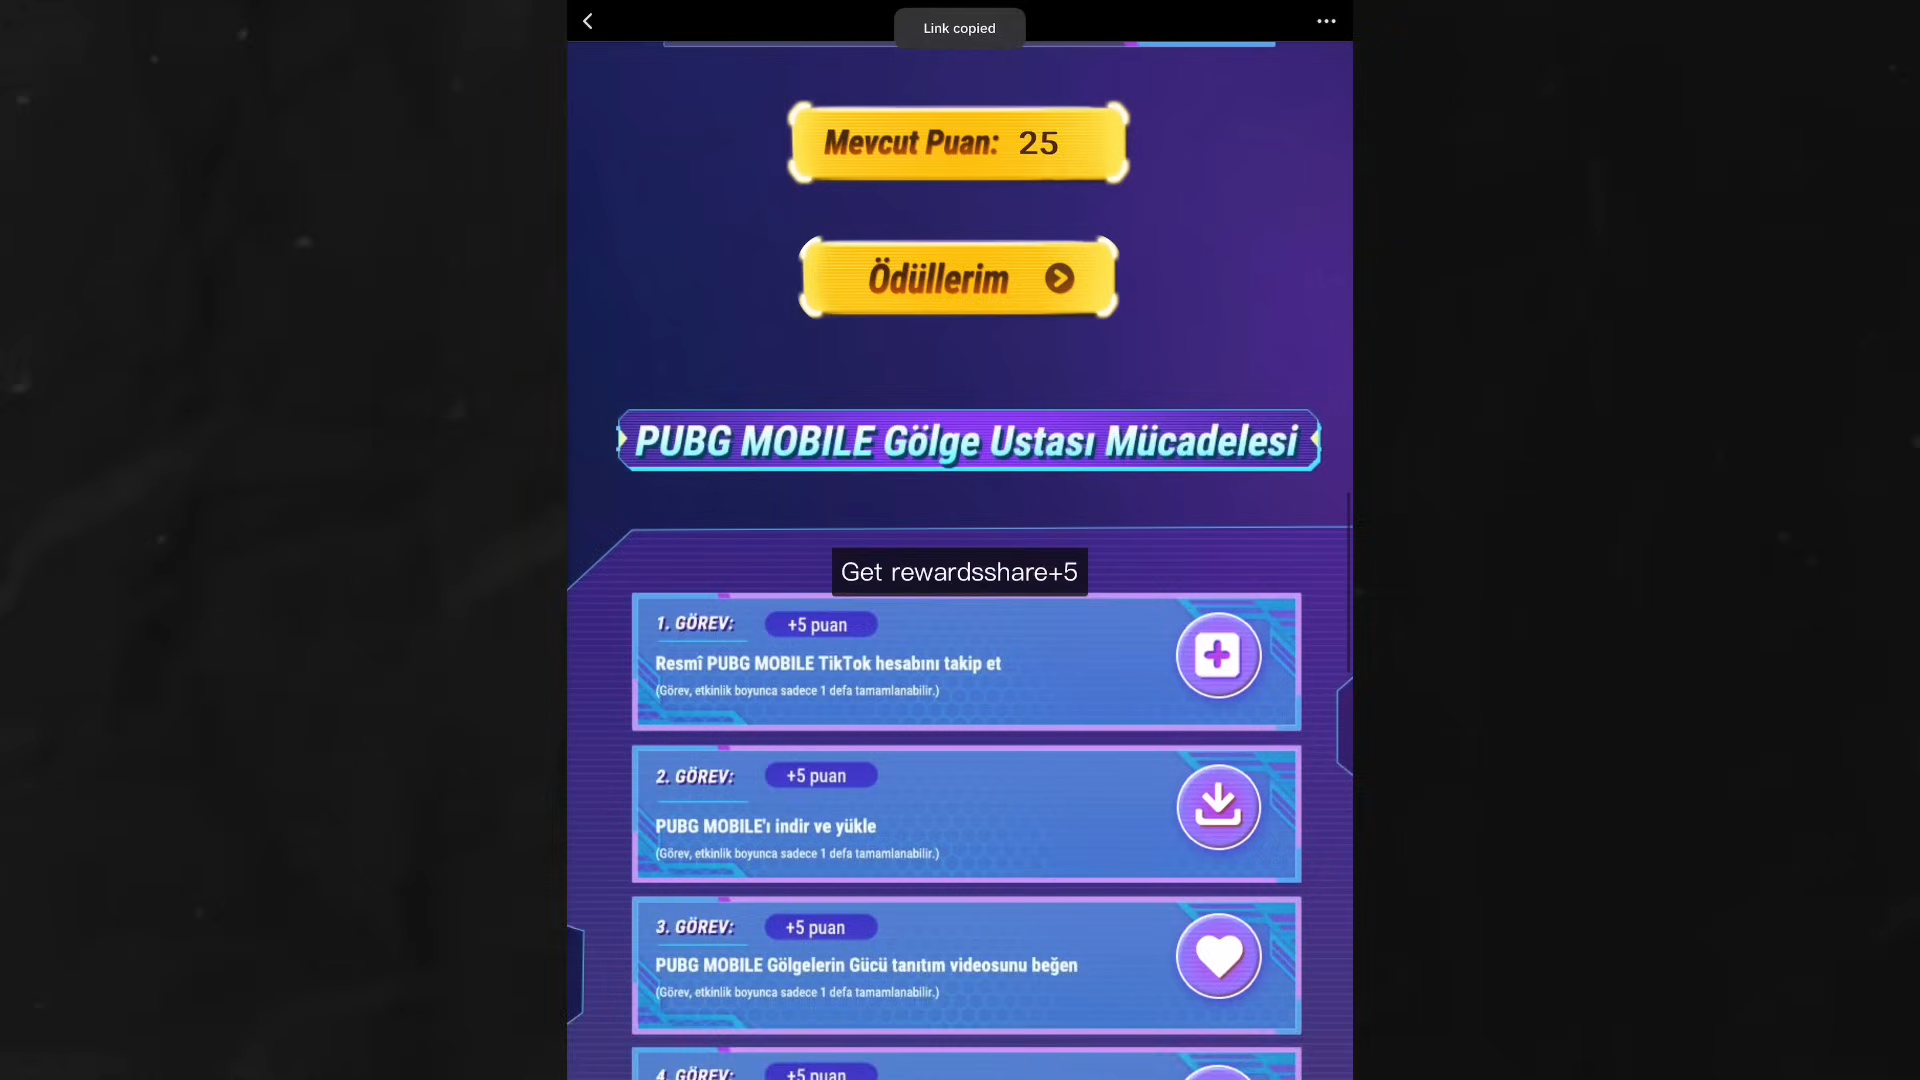 Link copied
Mevcut Puan: 25
Ödüllerim
PUBG MOBILE Gölge Ustası Mücadelesi
Get rewardsshare+5
1. GÖREV: +5 puan
Resmî PUBG MOBILE TikTok hesabını takip et
(Görev, etkinlik boyunca sadece 1 defa tamamlanabilir.)
2. GÖREV: +5 puan
PUBG MOBILE'ı indir ve yükle
(Görev, etkinlik boyunca sadece 1 defa tamamlanabilir.)
3. GÖREV: +5 puan
PUBG MOBILE Gölgelerin Gücü tanıtım videosunu beğen
(Görev, etkinlik boyunca sadece 1 defa tamamlanabilir.)
4. GÖREV: +5 puan